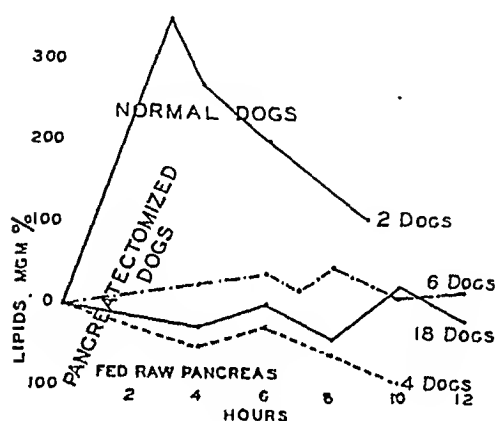 300
NORMAL DOGS
200
PANCREATECTOMIZED
DOGS
100
2 DOGS
LIPIDS, MGM %
0
6 DOGS
18 DOGS
FED RAW PANCREAS
4 DOGS
100
2 4 6 8 10 12
HOURS